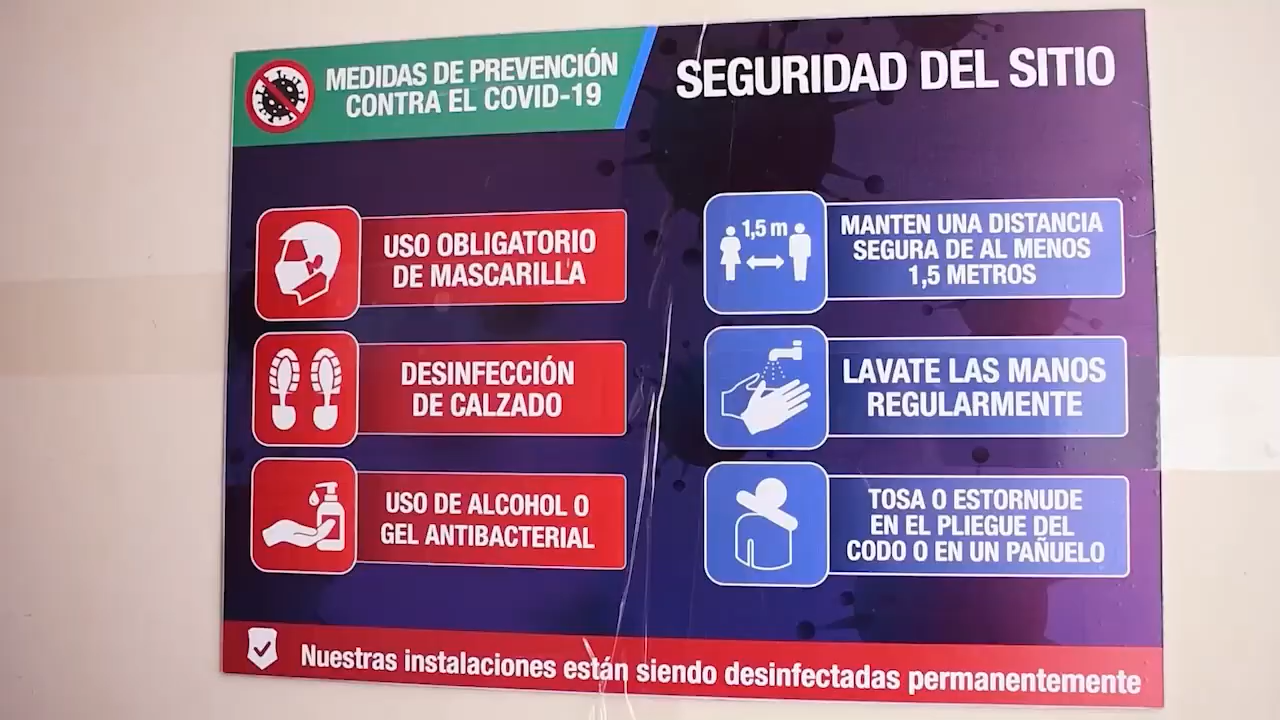 MEDIDAS DE PREVENCIÓN
CONTRA EL COVID-19
SEGURIDAD DEL SITIO
USO OBLIGATORIO
DE MASCARILLA
DESINFECCIÓN
DE CALZADO
USO DE ALCOHOL O
GEL ANTIBACTERIAL
1,5 m
MANTEN UNA DISTANCIA
SEGURA DE AL MENOS
1,5 METROS
LAVATE LAS MANOS
REGULARMENTE
TOSA O ESTORNUDE
EN EL PLIEGUE DEL
CODO O EN UN PAÑUELO
Nuestras instalaciones están siendo desinfectadas permanentemente